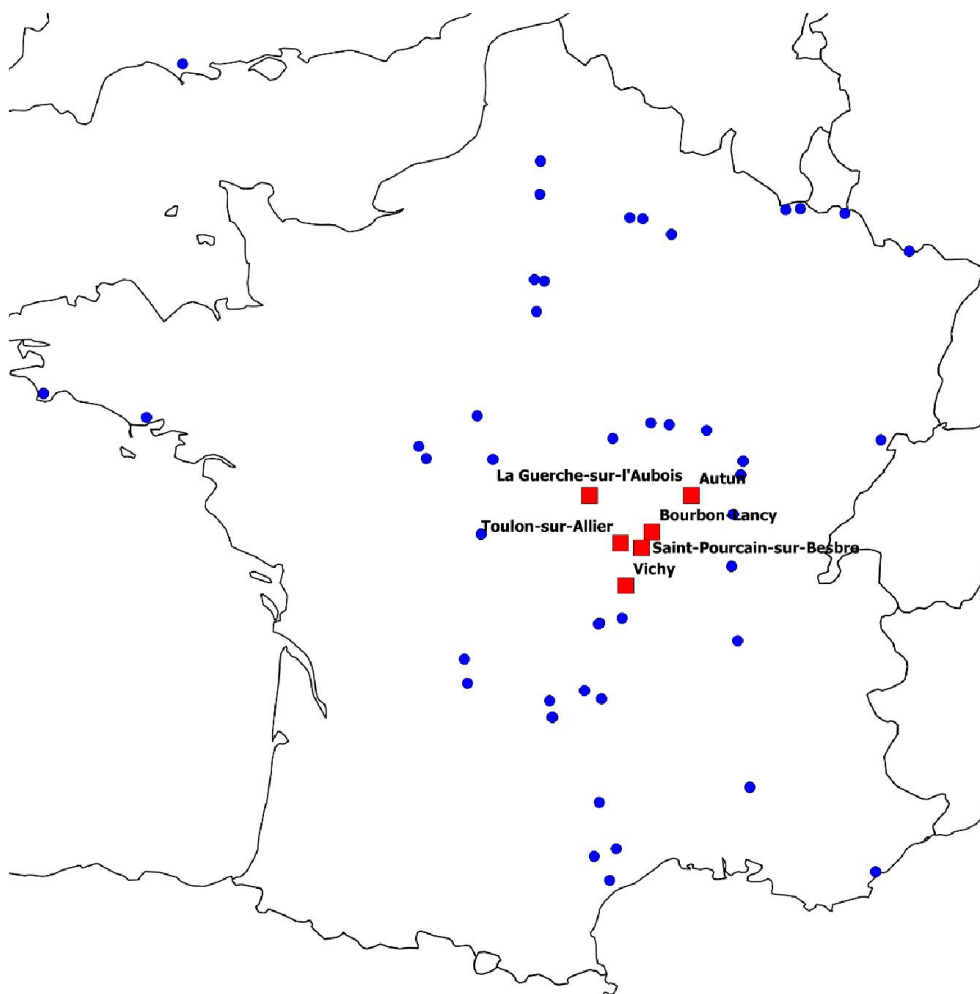 La Guerche-sur-l'Aubois
Autun
Bourbon-Lancy
Toulon-sur-Allier
Saint-Pourcain-sur-Besbre
Vichy